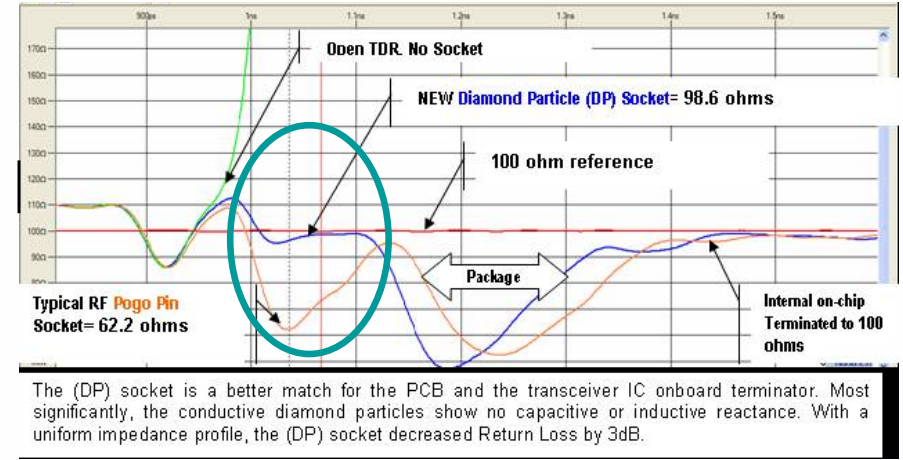 900ps 1ns 1.1ns 1.2ns 1.3ns 1.4ns 1.5ns
170Ω
Open TDR. No Socket
160Ω
150Ω
NEW Diamond Particle (DP) Socket= 98.6 ohms
140Ω
130Ω
100 ohm reference
120Ω
110Ω
100Ω
90Ω
Package
Typical RF Pogo Pin
Socket= 62.2 ohms
Internal on-chip
Terminated to 100
ohms
The (DP) socket is a better match for the PCB and the transceiver IC onboard terminator. Most
significantly, the conductive diamond particles show no capacitive or inductive reactance. With a
uniform impedance profile, the (DP) socket decreased Return Loss by 3dB.